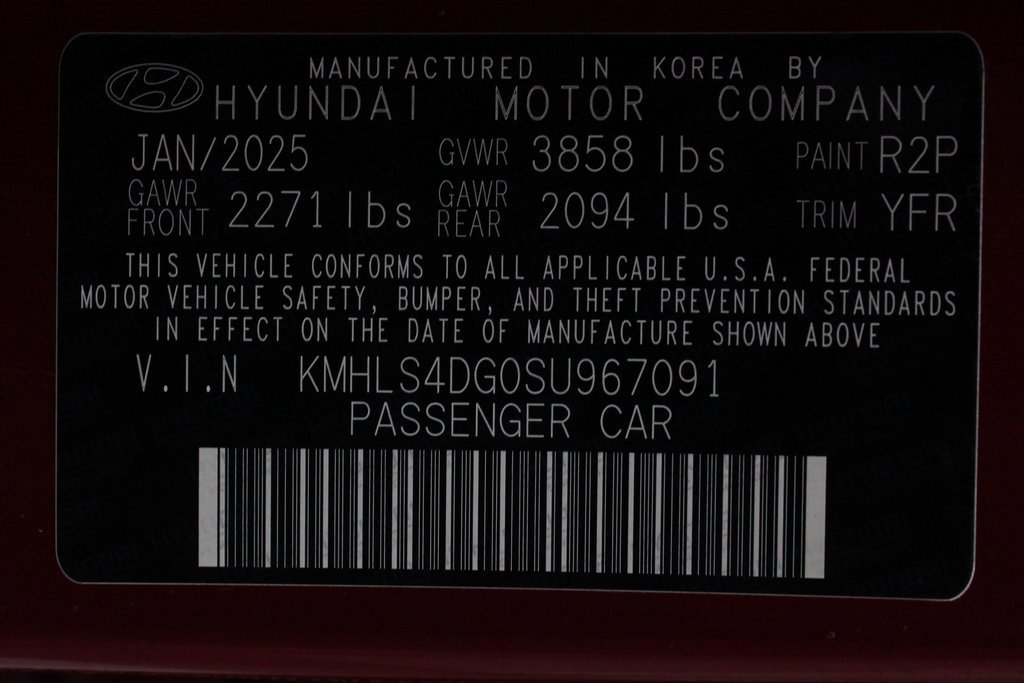 MANUFACTURED IN KOREA BY
HYUNDAI MOTOR COMPANY
JAN/2025 GVWR 3858 lbs PAINT R2P
GAWR FRONT 2271 lbs GAWR REAR 2094 lbs TRIM YFR
THIS VEHICLE CONFORMS TO ALL APPLICABLE U.S.A. FEDERAL
MOTOR VEHICLE SAFETY, BUMPER, AND THEFT PREVENTION STANDARDS
IN EFFECT ON THE DATE OF MANUFACTURE SHOWN ABOVE
V.I.N KMHLS4DG0SU967091
PASSENGER CAR